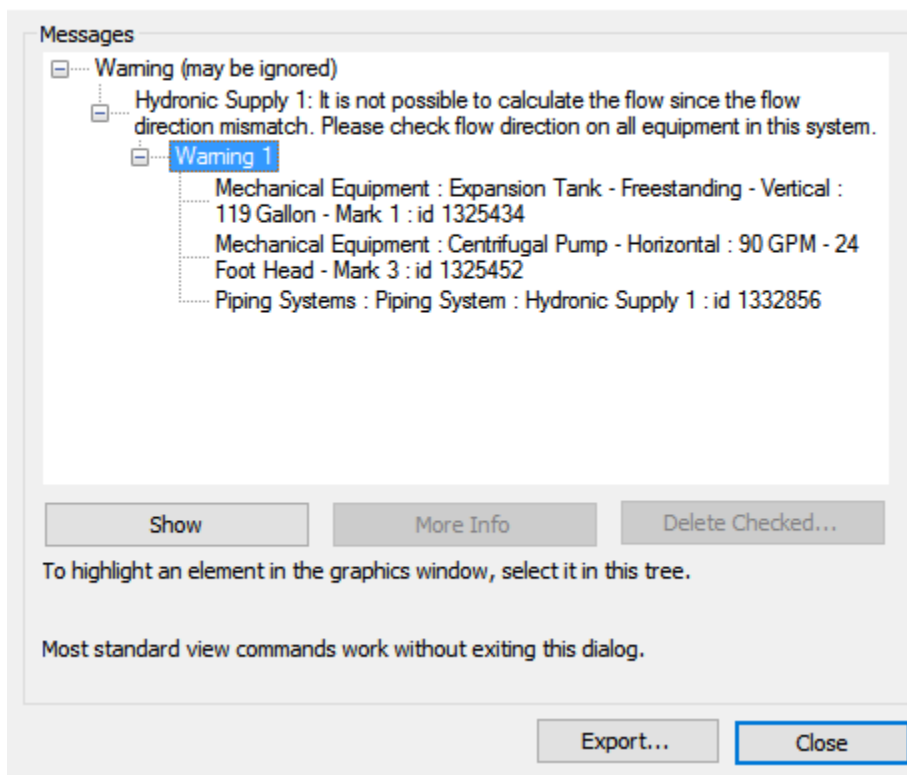 Messages
Warning (may be ignored)
Hydronic Supply 1: It is not possible to calculate the flow since the flow
direction mismatch. Please check flow direction on all equipment in this system.
Warning 1
Mechanical Equipment : Expansion Tank - Freestanding - Vertical :
119 Gallon - Mark 1 : id 1325434
Mechanical Equipment : Centrifugal Pump - Horizontal : 90 GPM - 24
Foot Head - Mark 3 : id 1325452
Piping Systems : Piping System : Hydronic Supply 1 : id 1332856
Show
More Info
Delete Checked...
To highlight an element in the graphics window, select it in this tree.
Most standard view commands work without exiting this dialog.
Export...
Close